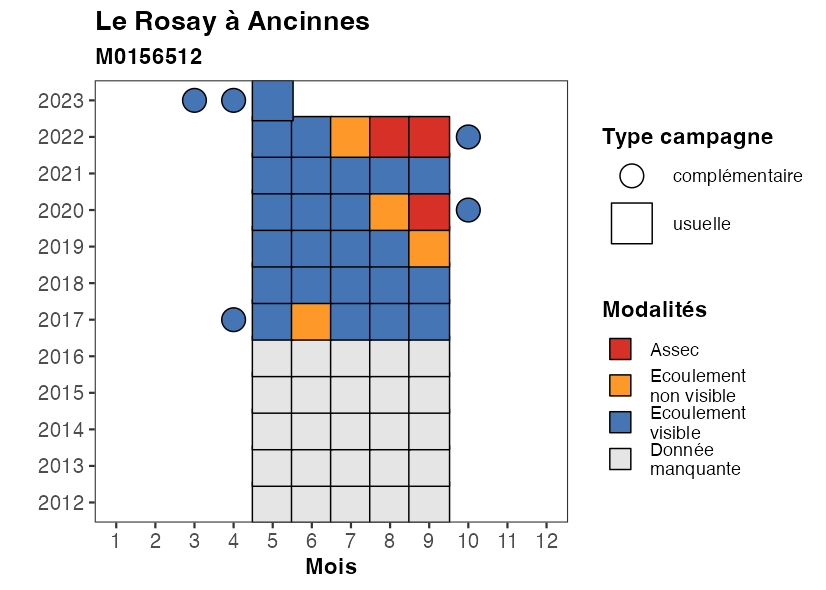 Le Rosay à Ancinnes
M0156512
2023
2022
2021
2020
2019
2018
2017
2016
2015
2014
2013
2012
1 2 3 4 5 6 7 8 9 10 11 12
Mois
Type campagne
complémentaire
usuelle
Modalités
Assec
Ecoulement
non visible
Ecoulement
visible
Donnée
manquante